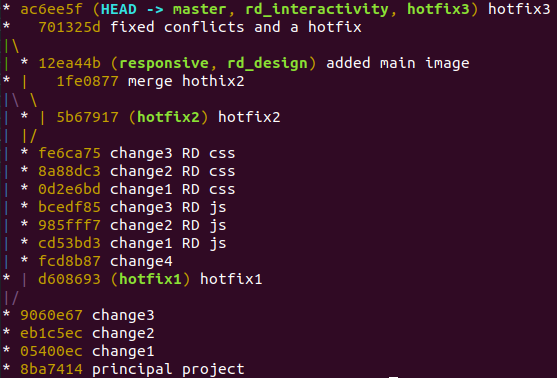 * ac6ee5f (HEAD -> master, rd_interactivity, hotfix3) hotfix3
*   701325d fixed conflicts and a hotfix
|\
| * 12ea44b (responsive, rd_design) added main image
* |   1fe0877 merge hothix2
|\ \
| * | 5b67917 (hotfix2) hotfix2
| |/
| * fe6ca75 change3 RD css
| * 8a88dc3 change2 RD css
| * 0d2e6bd change1 RD css
| * bcedf85 change3 RD js
| * 985fff7 change2 RD js
| * cd53bd3 change1 RD js
| * fcd8b87 change4
* | d608693 (hotfix1) hotfix1
|/
* 9060e67 change3
* eb1c5ec change2
* 05400ec change1
* 8ba7414 principal project